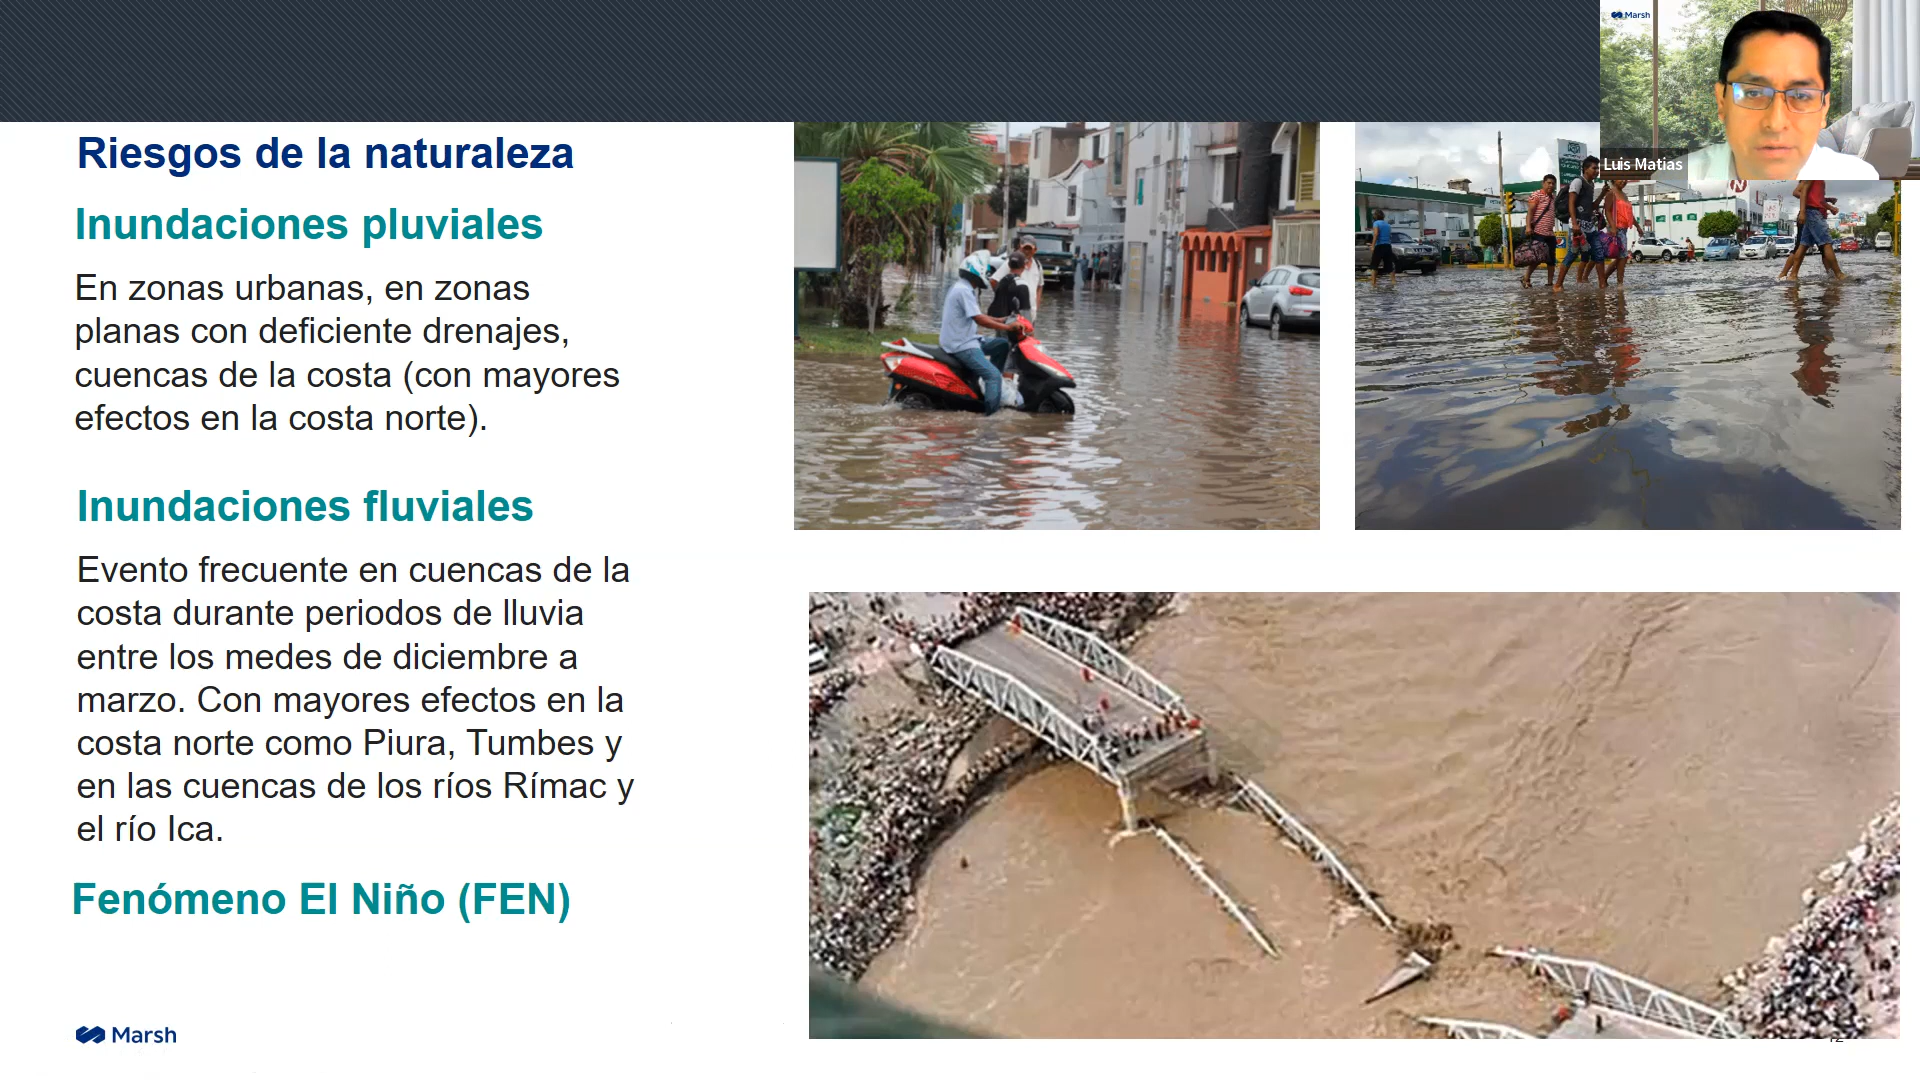 Marsh
Luis Matias
Riesgos de la naturaleza
Inundaciones pluviales
En zonas urbanas, en zonas
planas con deficiente drenajes,
cuencas de la costa (con mayores
efectos en la costa norte).
Inundaciones fluviales
Evento frecuente en cuencas de la
costa durante periodos de lluvia
entre los medes de diciembre a
marzo. Con mayores efectos en la
costa norte como Piura, Tumbes y
en las cuencas de los ríos Rímac y
el río Ica.
Fenómeno El Niño (FEN)
Marsh